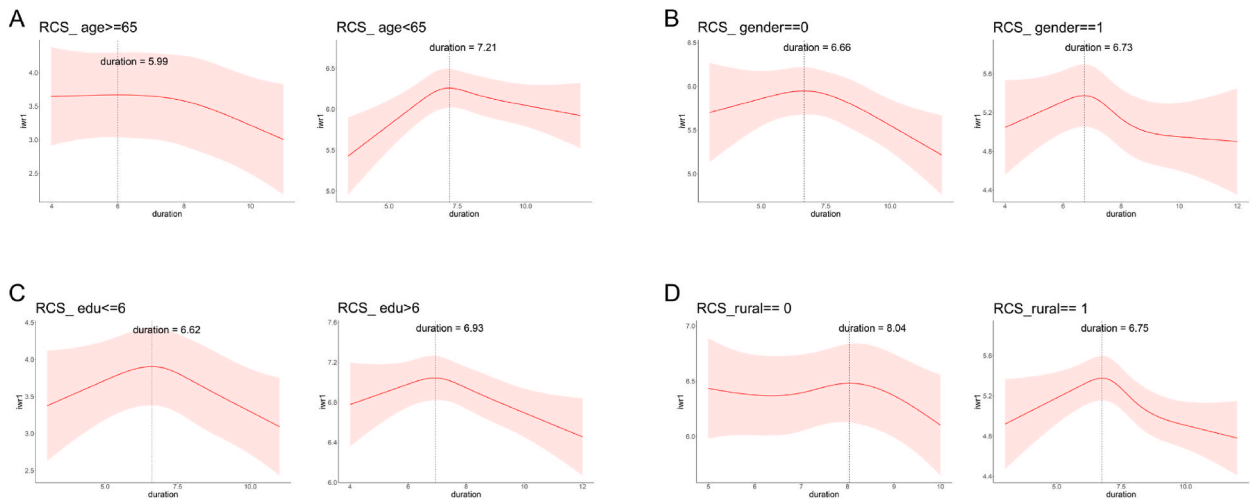 A
RCS_ age>=65
duration = 5.99
iwr1
4.0
3.5
3.0
2.5
4
6
8
10
duration
RCS_ age<65
duration = 7.21
iwr1
6.5
6.0
5.5
5.0
5.0
7.5
10.0
duration
B
RCS_ gender==0
duration = 6.66
iwr1
6.5
6.0
5.5
5.0
5.0
7.5
10.0
duration
RCS_ gender==1
duration = 6.73
iwr1
5.6
5.2
4.8
4.4
4
6
8
10
12
duration
C
RCS_ edu<=6
duration = 6.62
iwr1
4.5
4.0
3.5
3.0
2.5
5.0
7.5
10.0
duration
RCS_ edu>6
duration = 6.93
iwr1
7.6
7.2
6.8
6.4
6.0
4
6
8
10
12
duration
D
RCS_rural== 0
duration = 8.04
iwr1
7.0
6.5
6.0
5
6
7
8
9
10
duration
RCS_rural== 1
duration = 6.75
iwr1
5.6
5.2
4.8
4.4
5.0
7.5
10.0
duration